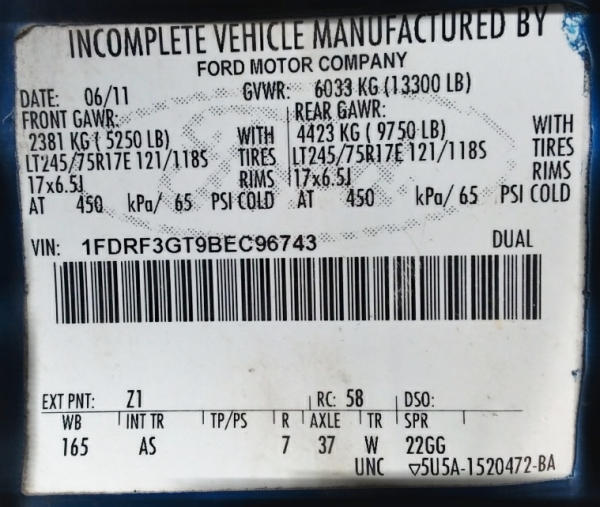 INCOMPLETE VEHICLE MANUFACTURED BY
FORD MOTOR COMPANY
DATE: 06/11 GVWR: 6033 KG (13300 LB)
FRONT GAWR: REAR GAWR:
2381 KG ( 5250 LB) WITH 4423 KG ( 9750 LB) WITH
LT245/75R17E 121/118S TIRES LT245/75R17E 121/118S TIRES
17x6.5J RIMS 17x6.5J RIMS
AT 450 kPa/ 65 PSI COLD AT 450 kPa/ 65 PSI COLD
VIN: 1FDRF3GT9BEC96743 DUAL
EXT PNT: Z1 RC: 58 DSO:
WB INT TR TP/PS R AXLE TR SPR
165 AS 7 37 W 22GG
UNC ▽5U5A-1520472-BA